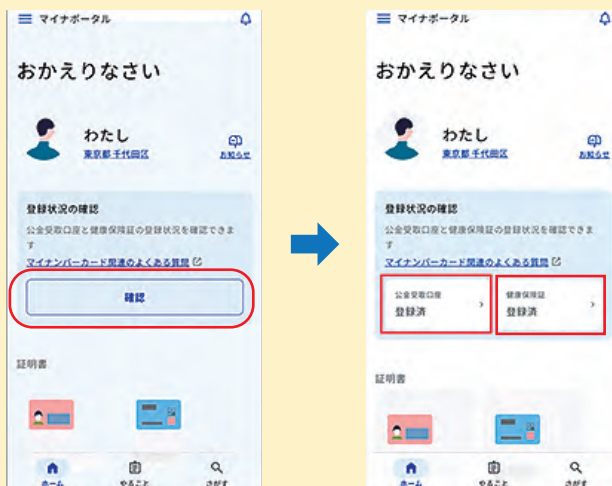 マイナポータル
おかえりなさい
わたし
東京都 千代田区
お知らせ
登録状況の確認
公金受取口座と健康保険証の登録状況を確認できま
す
マイナンバーカード関連のよくある質問
確認
証明書
ホーム
やること
さがす
マイナポータル
おかえりなさい
わたし
東京都 千代田区
お知らせ
登録状況の確認
公金受取口座と健康保険証の登録状況を確認できま
す
マイナンバーカード関連のよくある質問
公金受取口座
登録済
健康保険証
登録済
証明書
ホーム
やること
さがす